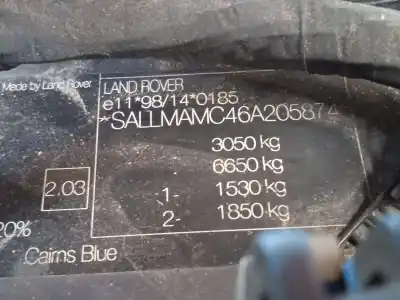 Made by Land Rover
LAND ROVER
e11*98/14*0185
*SALLMAMC46A205874
3050 kg
6650 kg
2.03
1- 1530 kg
2- 1850 kg
20%
Cairns Blue